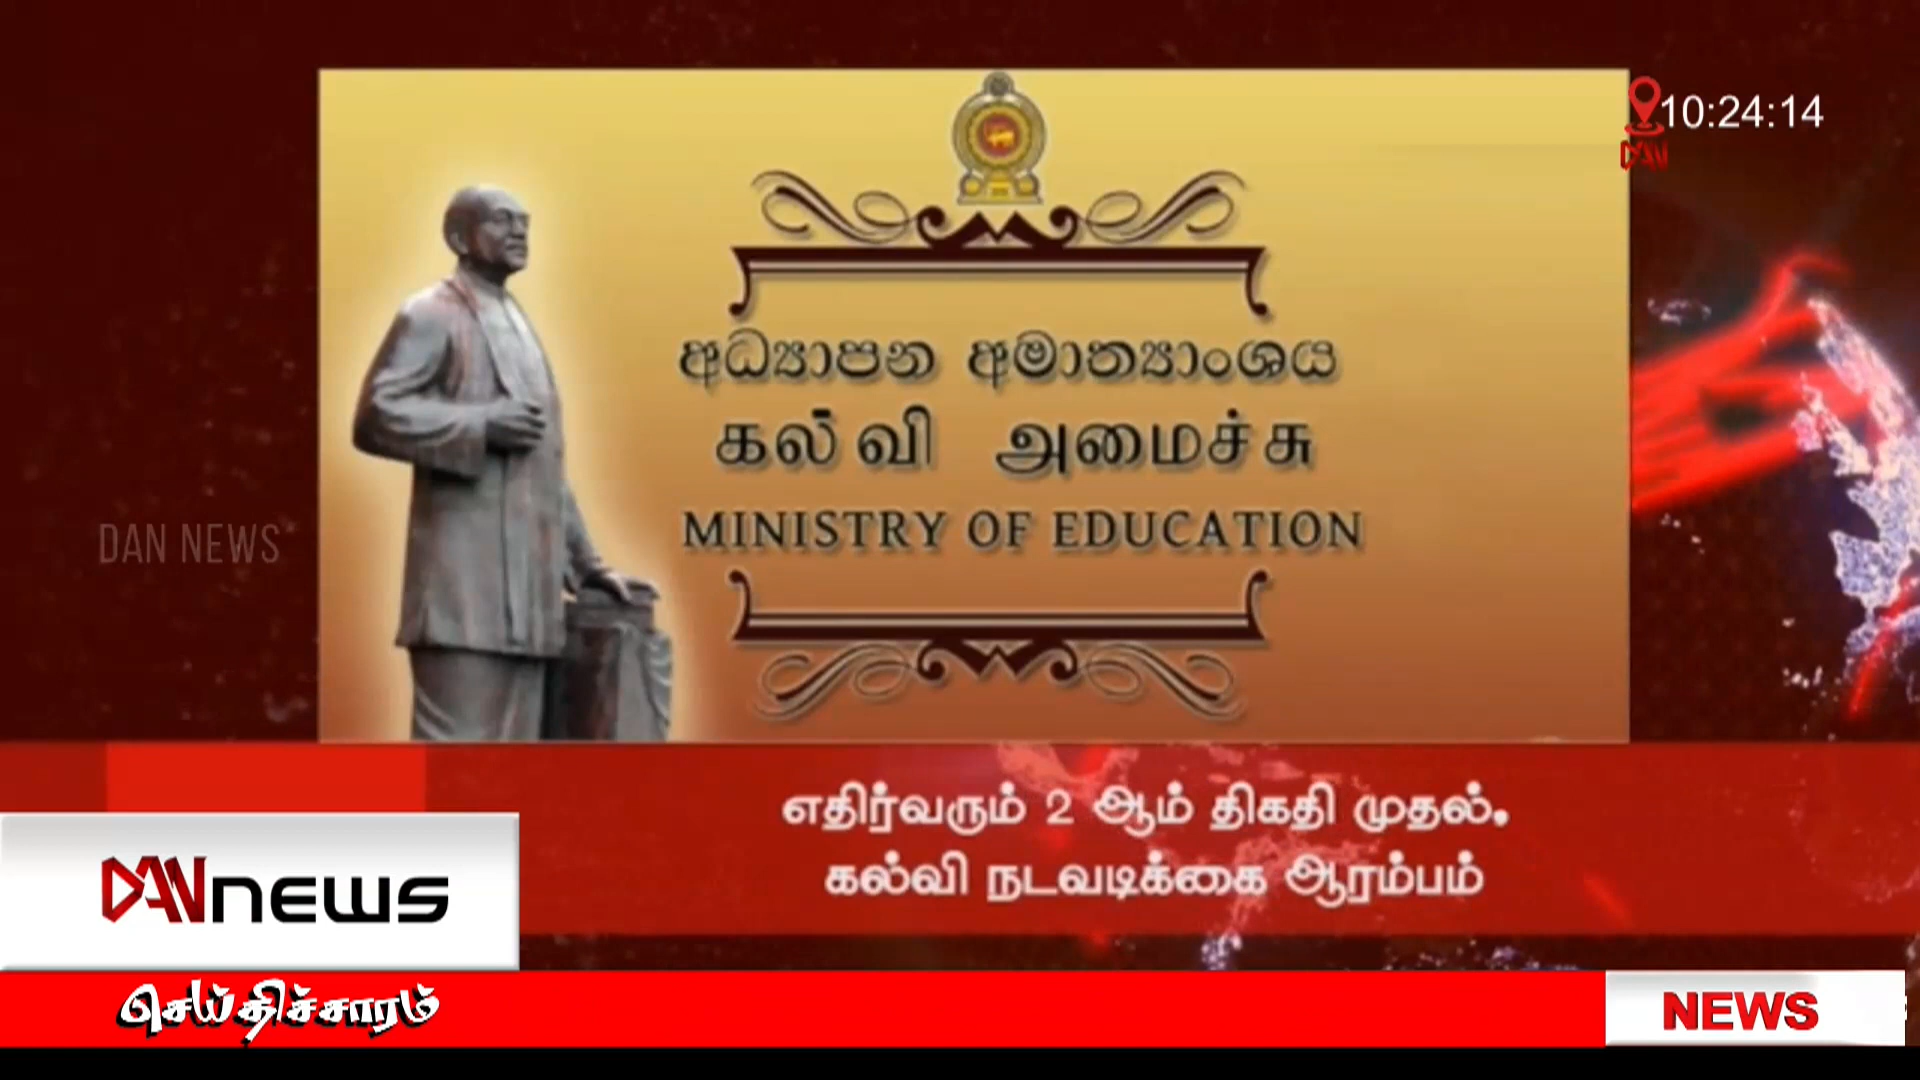 10:24:14
DAN
අධ්‍යාපන අමාත්‍යාංශය
கல்வி அமைச்சு
MINISTRY OF EDUCATION
DAN NEWS
எதிர்வரும் 2 ஆம் திகதி முதல்.
கல்வி நடவடிக்கை ஆரம்பம்
DAN news
செய்திச்சாரம்
NEWS